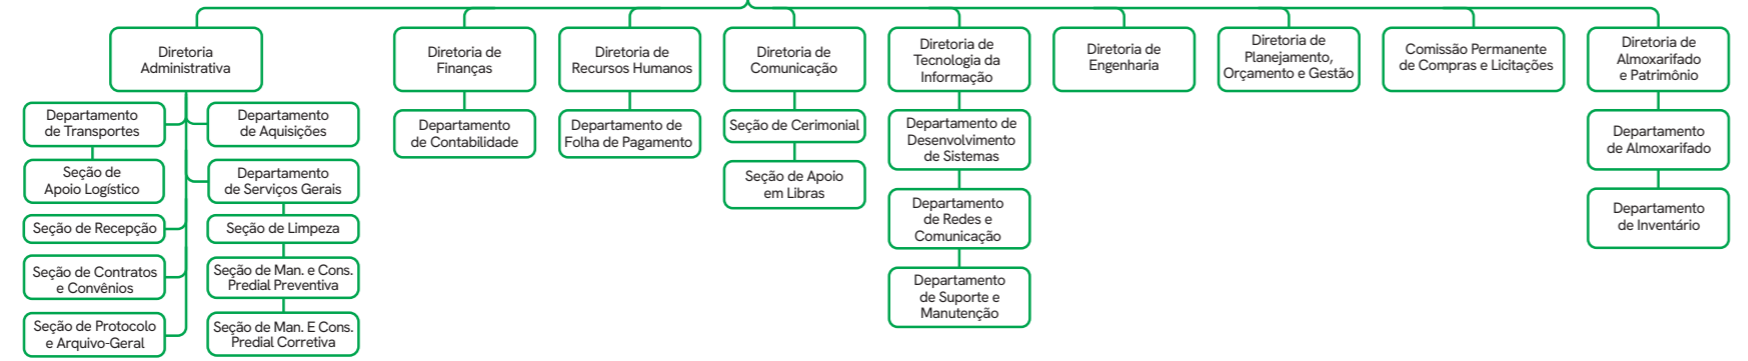 Diretoria
Administrativa
Departamento
de Transportes
Seção de
Apoio Logístico
Seção de Recepção
Seção de Contratos
e Convênios
Seção de Protocolo
e Arquivo-Geral
Departamento
de Aquisições
Departamento
de Serviços Gerais
Seção de Limpeza
Seção de Man. e Cons.
Predial Preventiva
Seção de Man. E Cons.
Predial Corretiva
Diretoria de
Finanças
Departamento
de Contabilidade
Diretoria de
Recursos Humanos
Departamento de
Folha de Pagamento
Diretoria de
Comunicação
Seção de Cerimonial
Seção de Apoio
em Libras
Diretoria de
Tecnologia da
Informação
Departamento de
Desenvolvimento
de Sistemas
Departamento
de Redes e
Comunicação
Departamento
de Suporte e
Manutenção
Diretoria de
Engenharia
Diretoria de
Planejamento,
Orçamento e Gestão
Comissão Permanente
de Compras e Licitações
Diretoria de
Almoxarifado
e Patrimônio
Departamento
de Almoxarifado
Departamento
de Inventário